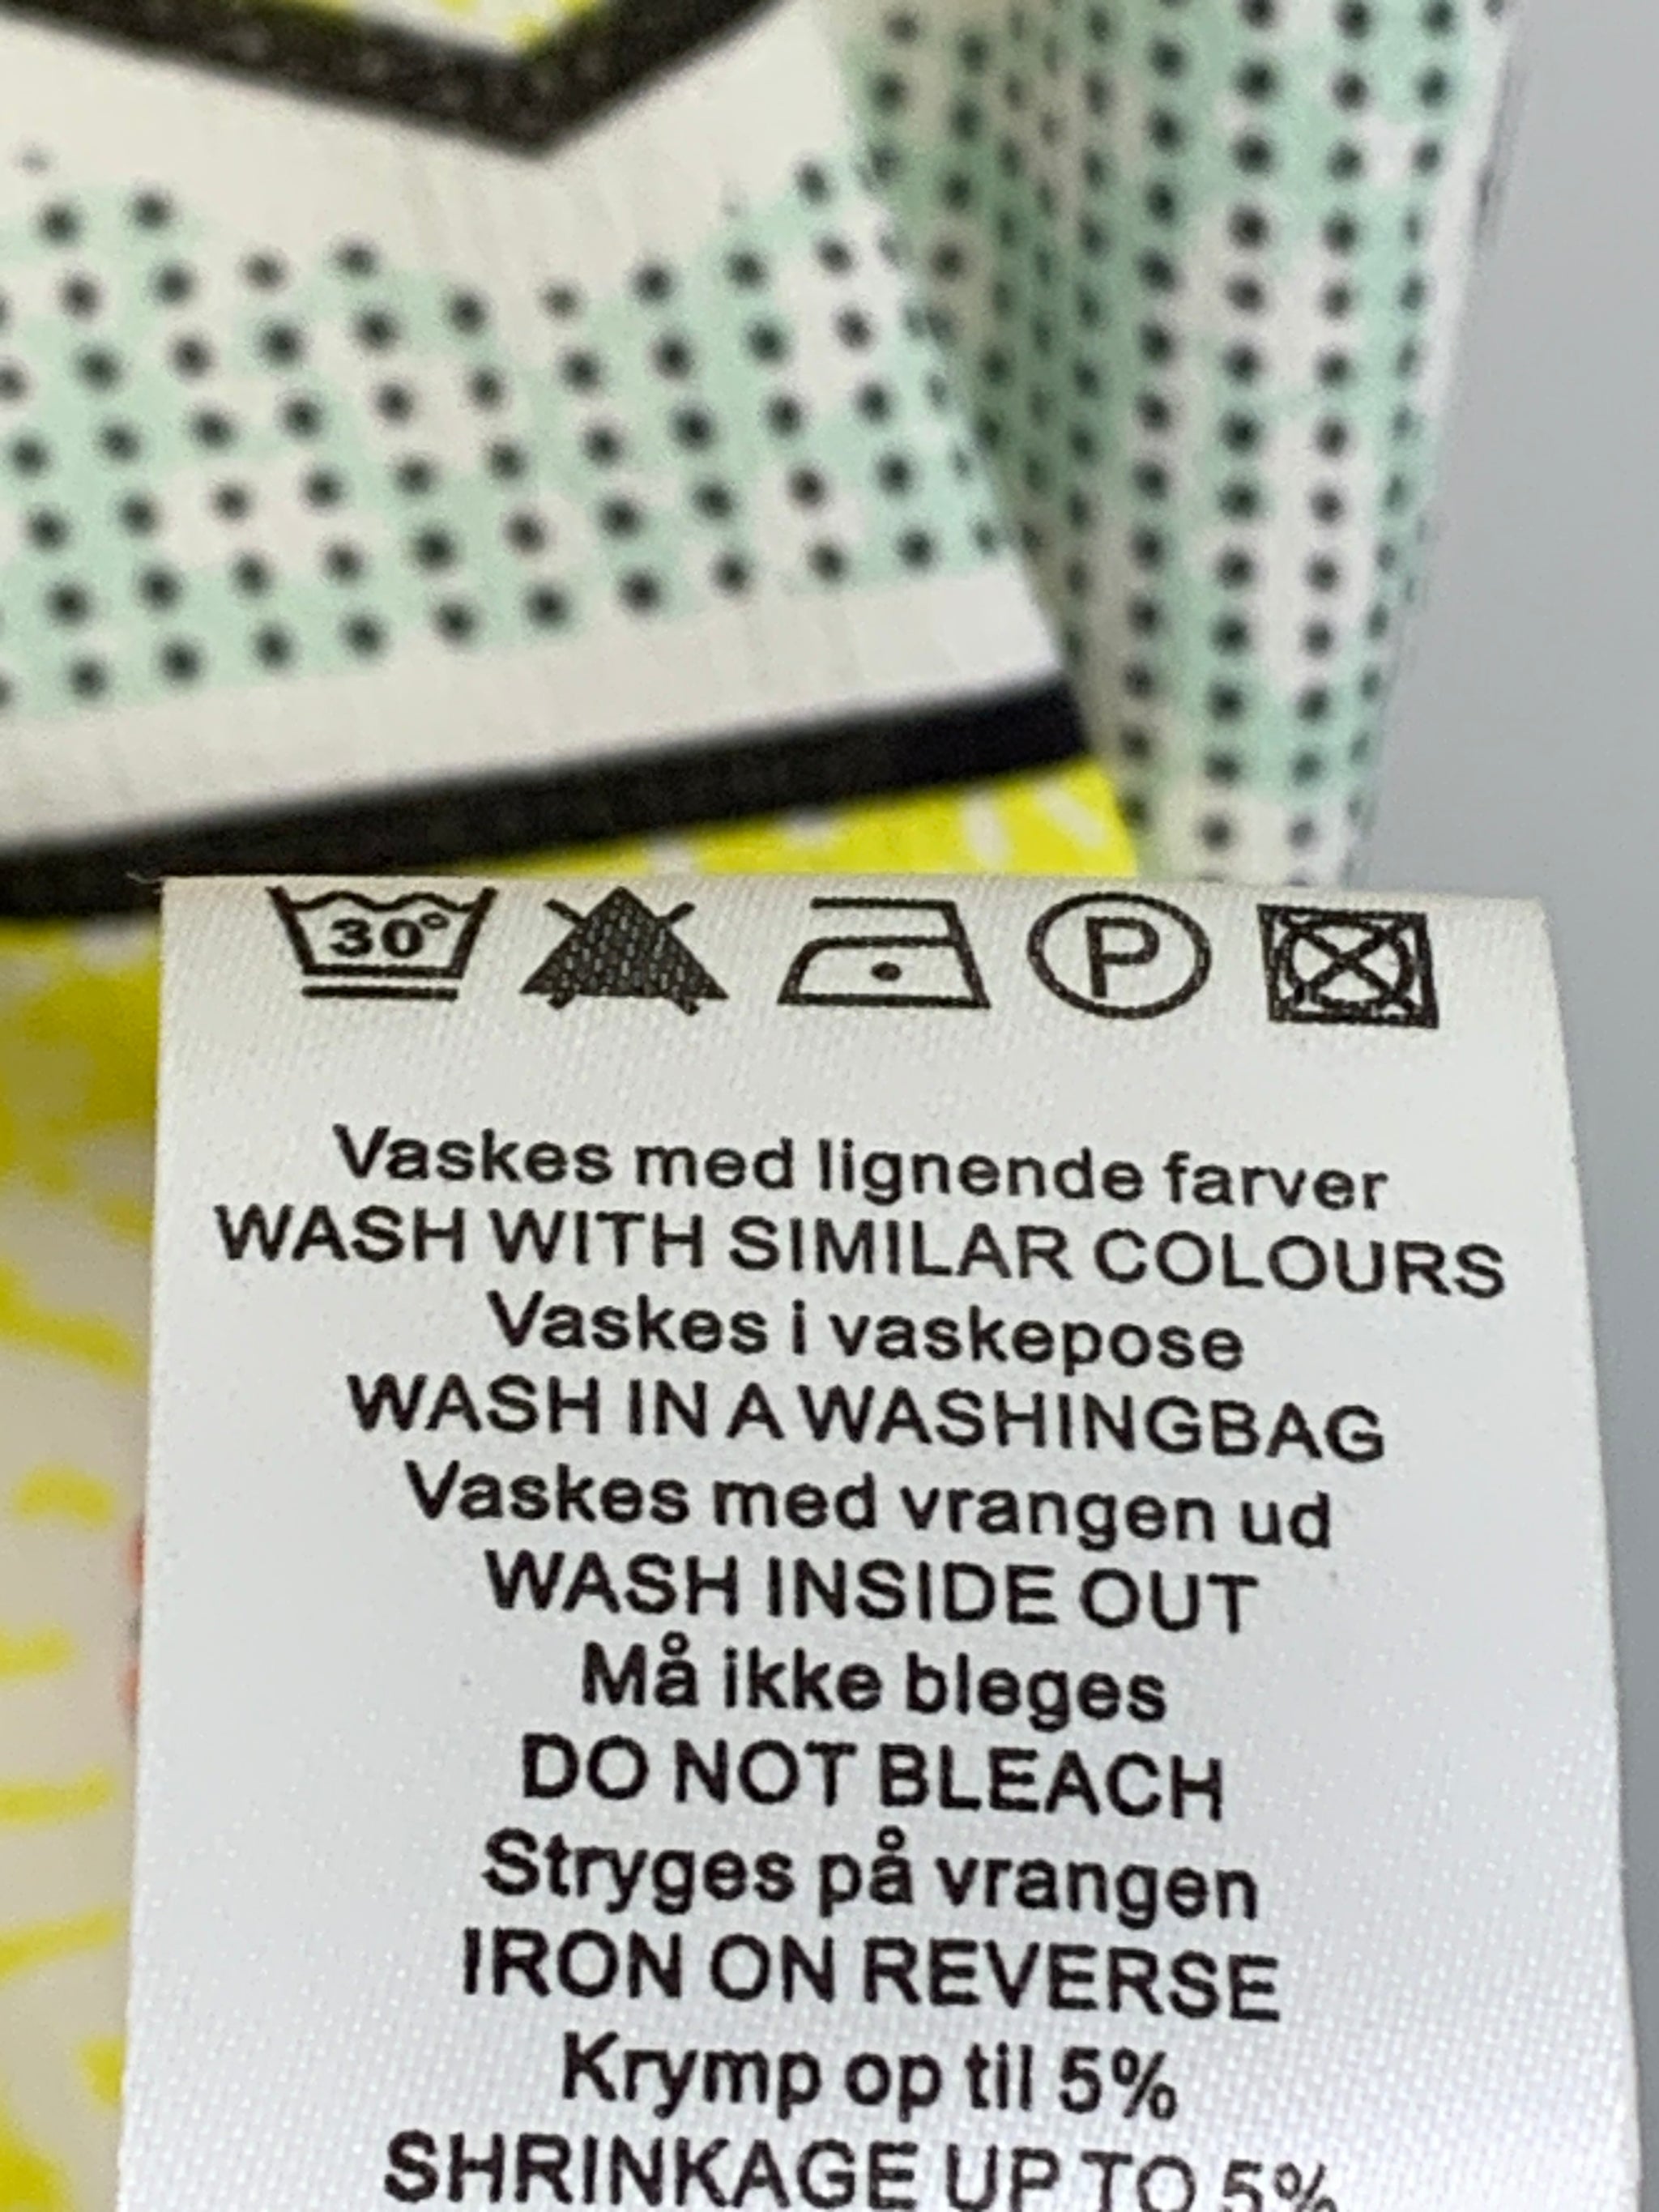 30°
P
Vaskes med lignende farver
WASH WITH SIMILAR COLOURS
Vaskes i vaskepose
WASH IN A WASHINGBAG
Vaskes med vrangen ud
WASH INSIDE OUT
Må ikke bleges
DO NOT BLEACH
Stryges på vrangen
IRON ON REVERSE
Krymp op til 5%
SHRINKAGE UP TO 5%